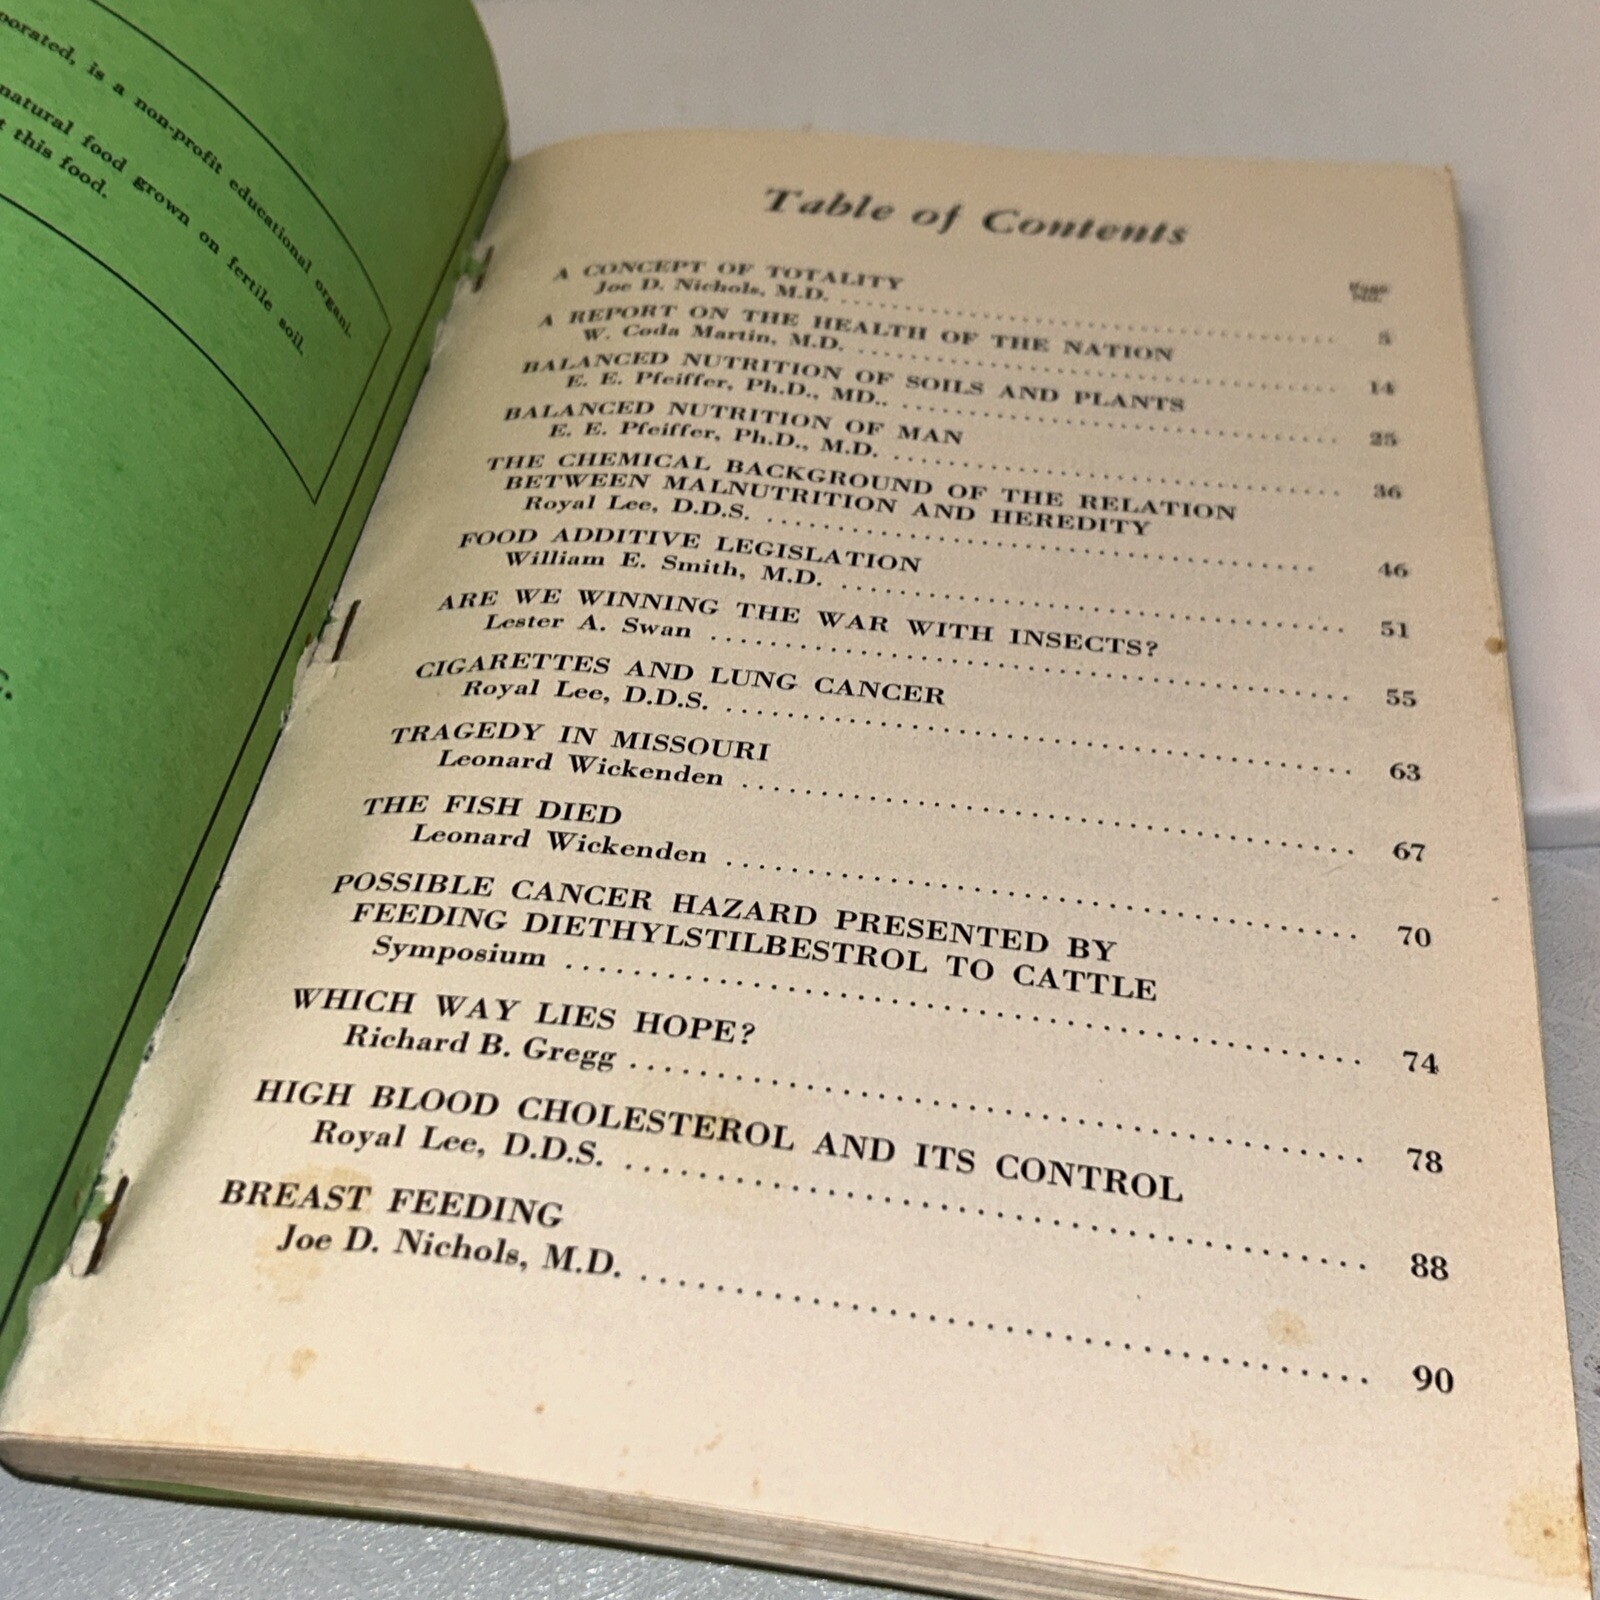 orporated, is a non-profit educational organi-
natural food grown on fertile soil,
t this food.
C.
Table of Contents
Page
No.
A CONCEPT OF TOTALITY
Joe D. Nichols, M.D. 5
A REPORT ON THE HEALTH OF THE NATION
W. Coda Martin, M.D. 14
BALANCED NUTRITION OF SOILS AND PLANTS
E. E. Pfeiffer, Ph.D., MD., 25
BALANCED NUTRITION OF MAN
E. E. Pfeiffer, Ph.D., M.D. 36
THE CHEMICAL BACKGROUND OF THE RELATION
BETWEEN MALNUTRITION AND HEREDITY
Royal Lee, D.D.S. 46
FOOD ADDITIVE LEGISLATION
William E. Smith, M.D. 51
ARE WE WINNING THE WAR WITH INSECTS?
Lester A. Swan 55
CIGARETTES AND LUNG CANCER
Royal Lee, D.D.S. 63
TRAGEDY IN MISSOURI
Leonard Wickenden 67
THE FISH DIED
Leonard Wickenden 70
POSSIBLE CANCER HAZARD PRESENTED BY
FEEDING DIETHYLSTILBESTROL TO CATTLE
Symposium 74
WHICH WAY LIES HOPE?
Richard B. Gregg 78
HIGH BLOOD CHOLESTEROL AND ITS CONTROL
Royal Lee, D.D.S. 88
BREAST FEEDING
Joe D. Nichols, M.D. 90